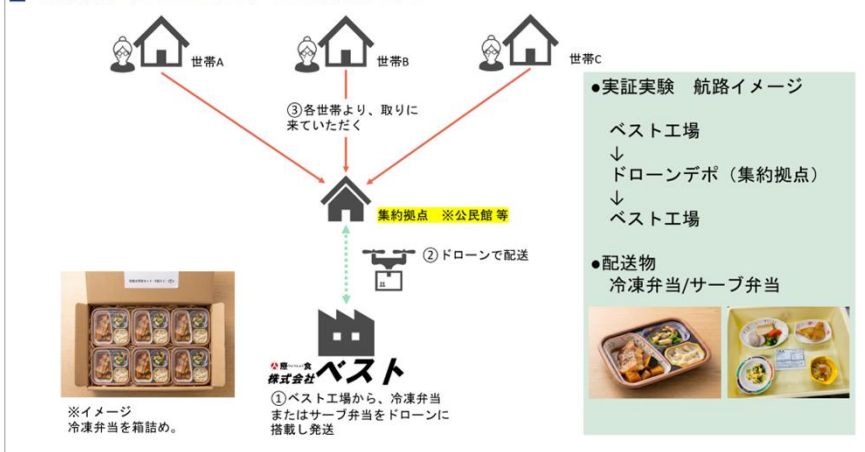 世帯A
世帯B
世帯C
③各世帯より、取りに
来ていただく
集約拠点　※公民館 等
②ドローンで配送
株式会社ベスト
①ベスト工場から、冷凍弁当
またはサーブ弁当をドローンに
搭載し発送
※イメージ
冷凍弁当を箱詰め。
●実証実験　航路イメージ
ベスト工場
↓
ドローンデポ（集約拠点）
↓
ベスト工場
●配送物
冷凍弁当/サーブ弁当